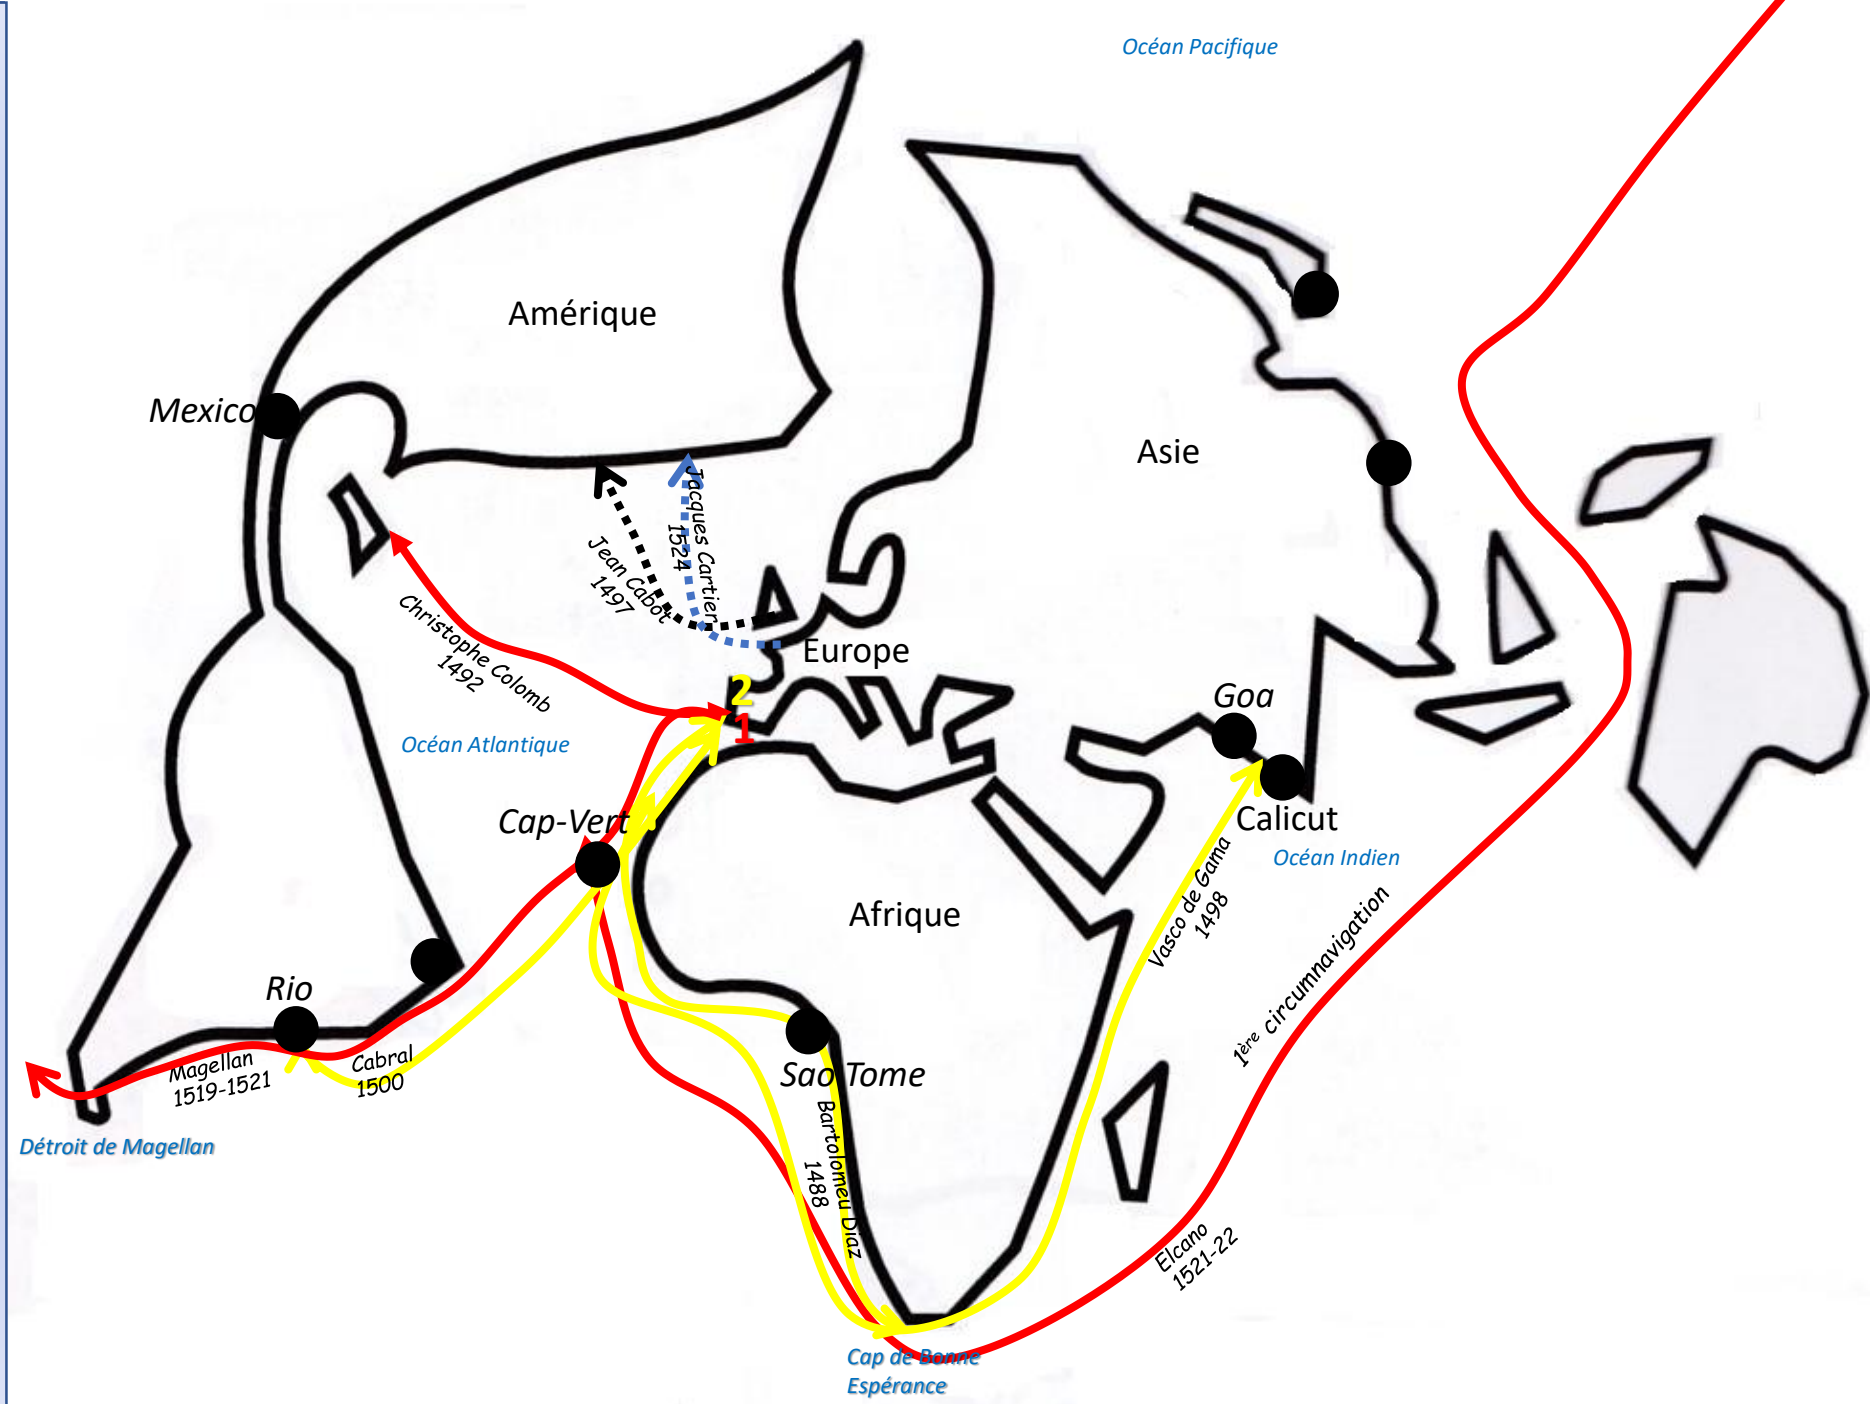 Océan Pacifique
Amérique
Mexico
Asie
Jacques Cartier
1524
Jean Cabot
1497
Christophe Colomb
1492
Europe
2
1
Goa
Océan Atlantique
Cap-Vert
Calicut
Océan Indien
Vasco de Gama
1498
Afrique
1ère circumnavigation
Rio
Magellan
1519-1521
Cabral
1500
Sao Tome
Bartolomeu Diaz
1488
Détroit de Magellan
Elcano
1521-22
Cap de Bonne
Espérance